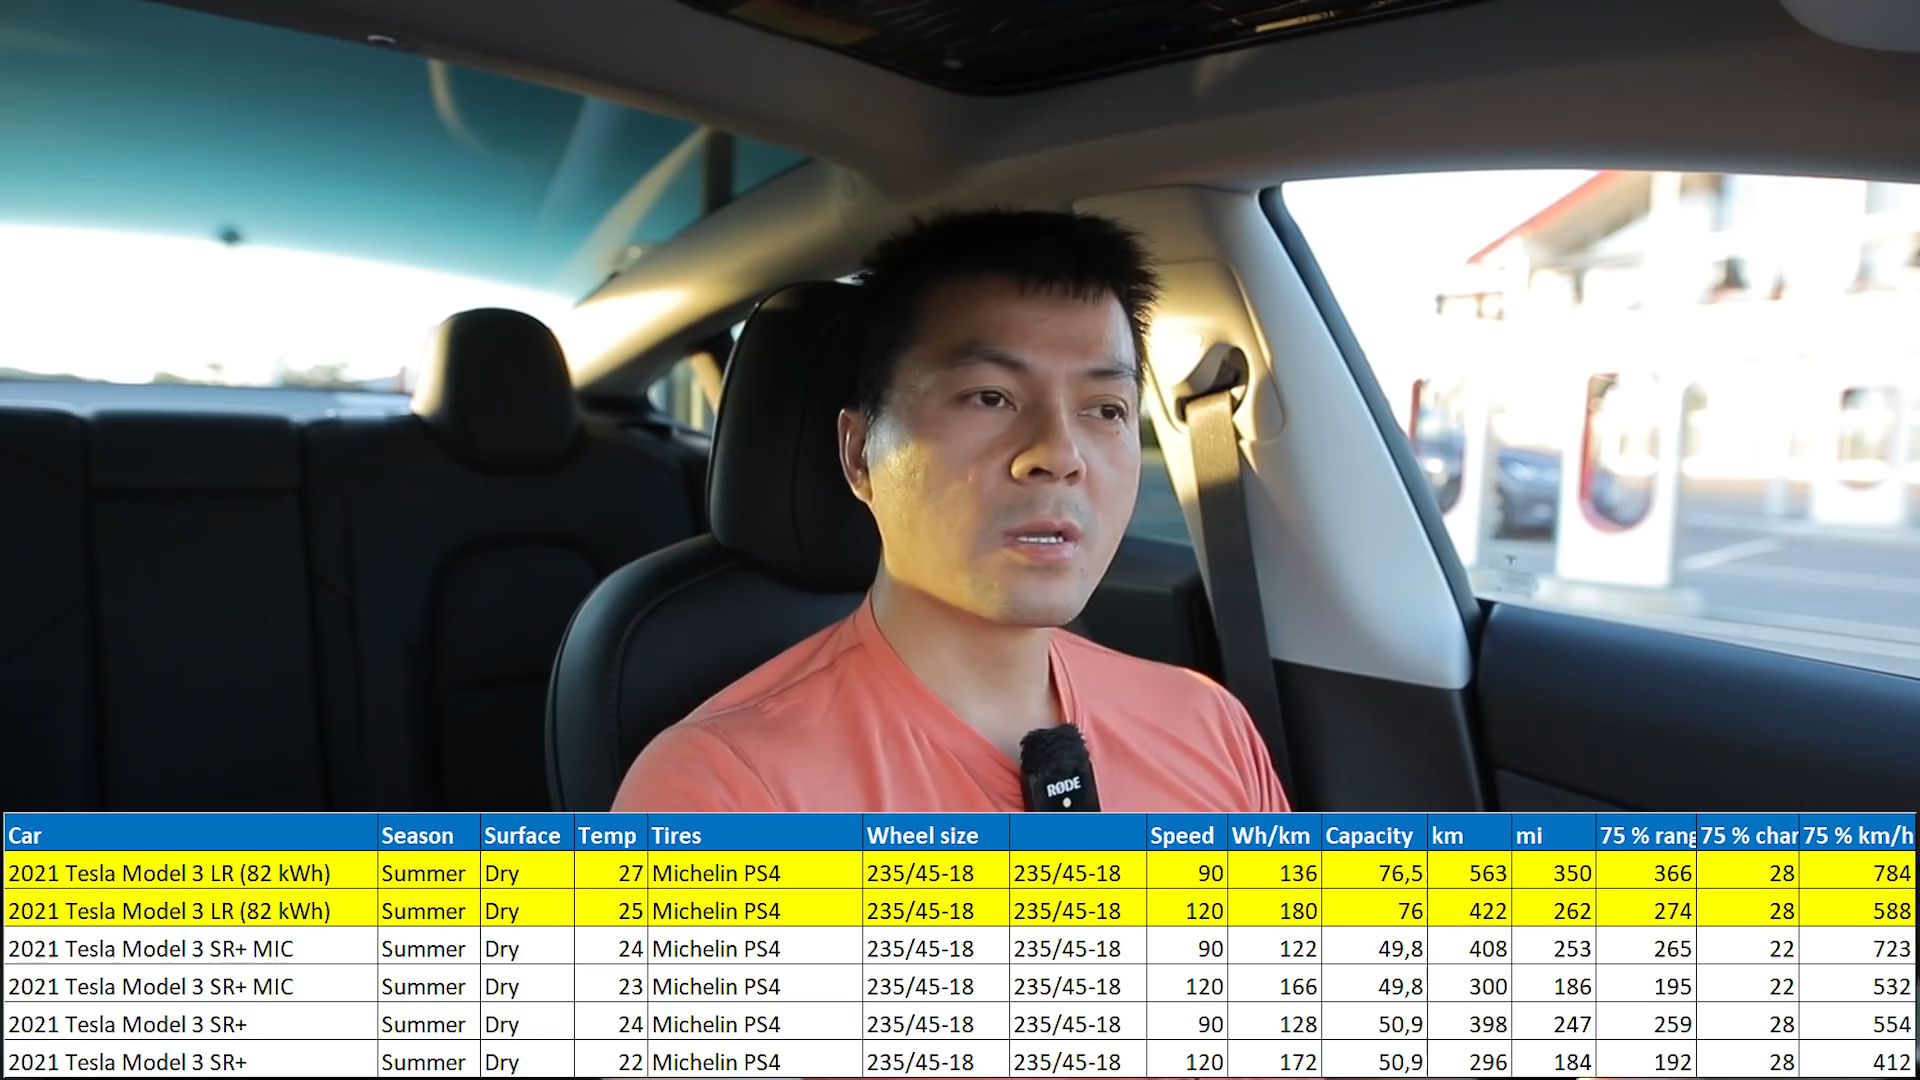 RØDE
Car Season Surface Temp Tires Wheel size Speed Wh/km Capacity km mi 75 % rang 75 % char 75 % km/h
2021 Tesla Model 3 LR (82 kWh) Summer Dry 27 Michelin PS4 235/45-18 235/45-18 90 136 76,5 563 350 366 28 784
2021 Tesla Model 3 LR (82 kWh) Summer Dry 25 Michelin PS4 235/45-18 235/45-18 120 180 76 422 262 274 28 588
2021 Tesla Model 3 SR+ MIC Summer Dry 24 Michelin PS4 235/45-18 235/45-18 90 122 49,8 408 253 265 22 723
2021 Tesla Model 3 SR+ MIC Summer Dry 23 Michelin PS4 235/45-18 235/45-18 120 166 49,8 300 186 195 22 532
2021 Tesla Model 3 SR+ Summer Dry 24 Michelin PS4 235/45-18 235/45-18 90 128 50,9 398 247 259 28 554
2021 Tesla Model 3 SR+ Summer Dry 22 Michelin PS4 235/45-18 235/45-18 120 172 50,9 296 184 192 28 412